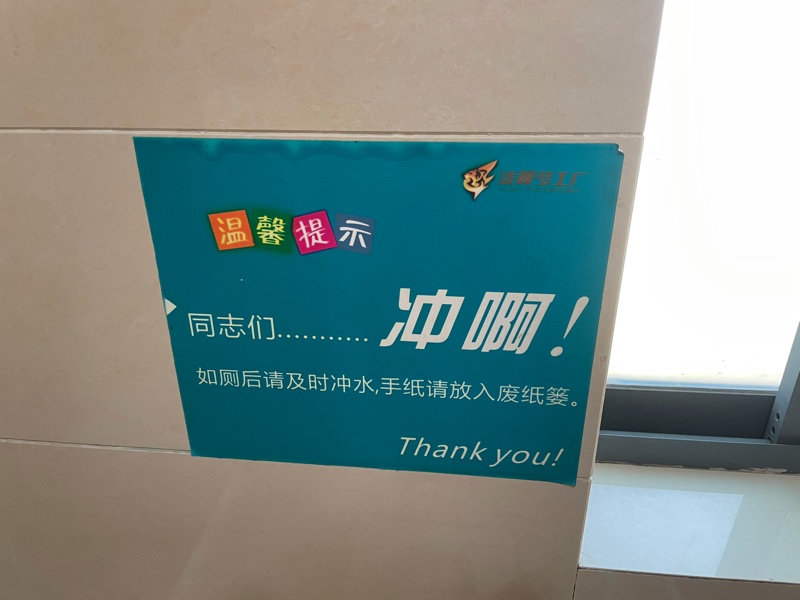 温馨提示
同志们............冲啊！
如厕后请及时冲水,手纸请放入废纸篓。
Thank you!